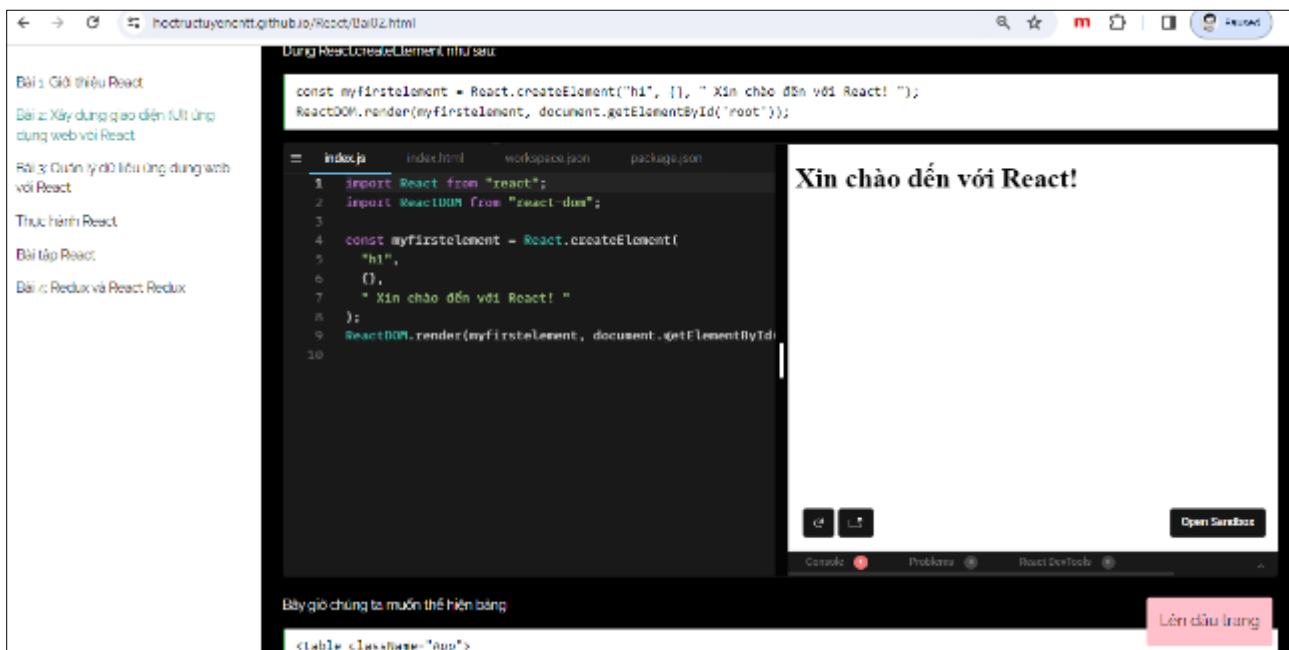 hoctructuyencntt.github.io/React/Bai02.html
Paused
Dùng React.createElement như sau:
Bài 1: Giới thiệu React
Bài 2: Xây dựng giao diện (UI) ứng
dụng web với React
Bài 3: Quản lý dữ liệu ứng dụng web
với React
Thực hành React
Bài tập React
Bài 4: Redux và React Redux
const myfirstelement = React.createElement("h1", {}, " Xin chào đến với React! ");
ReactDOM.render(myfirstelement, document.getElementById("root"));
index.js index.html workspace.json package.json
1 import React from "react";
2 import ReactDOM from "react-dom";
3
4 const myfirstelement = React.createElement(
5 "h1",
6 {},
7 " Xin chào đến với React! "
8 );
9 ReactDOM.render(myfirstelement, document.getElementById(
10
Xin chào đến với React!
Open Sandbox
Console Problems React DevTools
Bây giờ chúng ta muốn thể hiện bảng
Lên đầu trang
<table className="App">